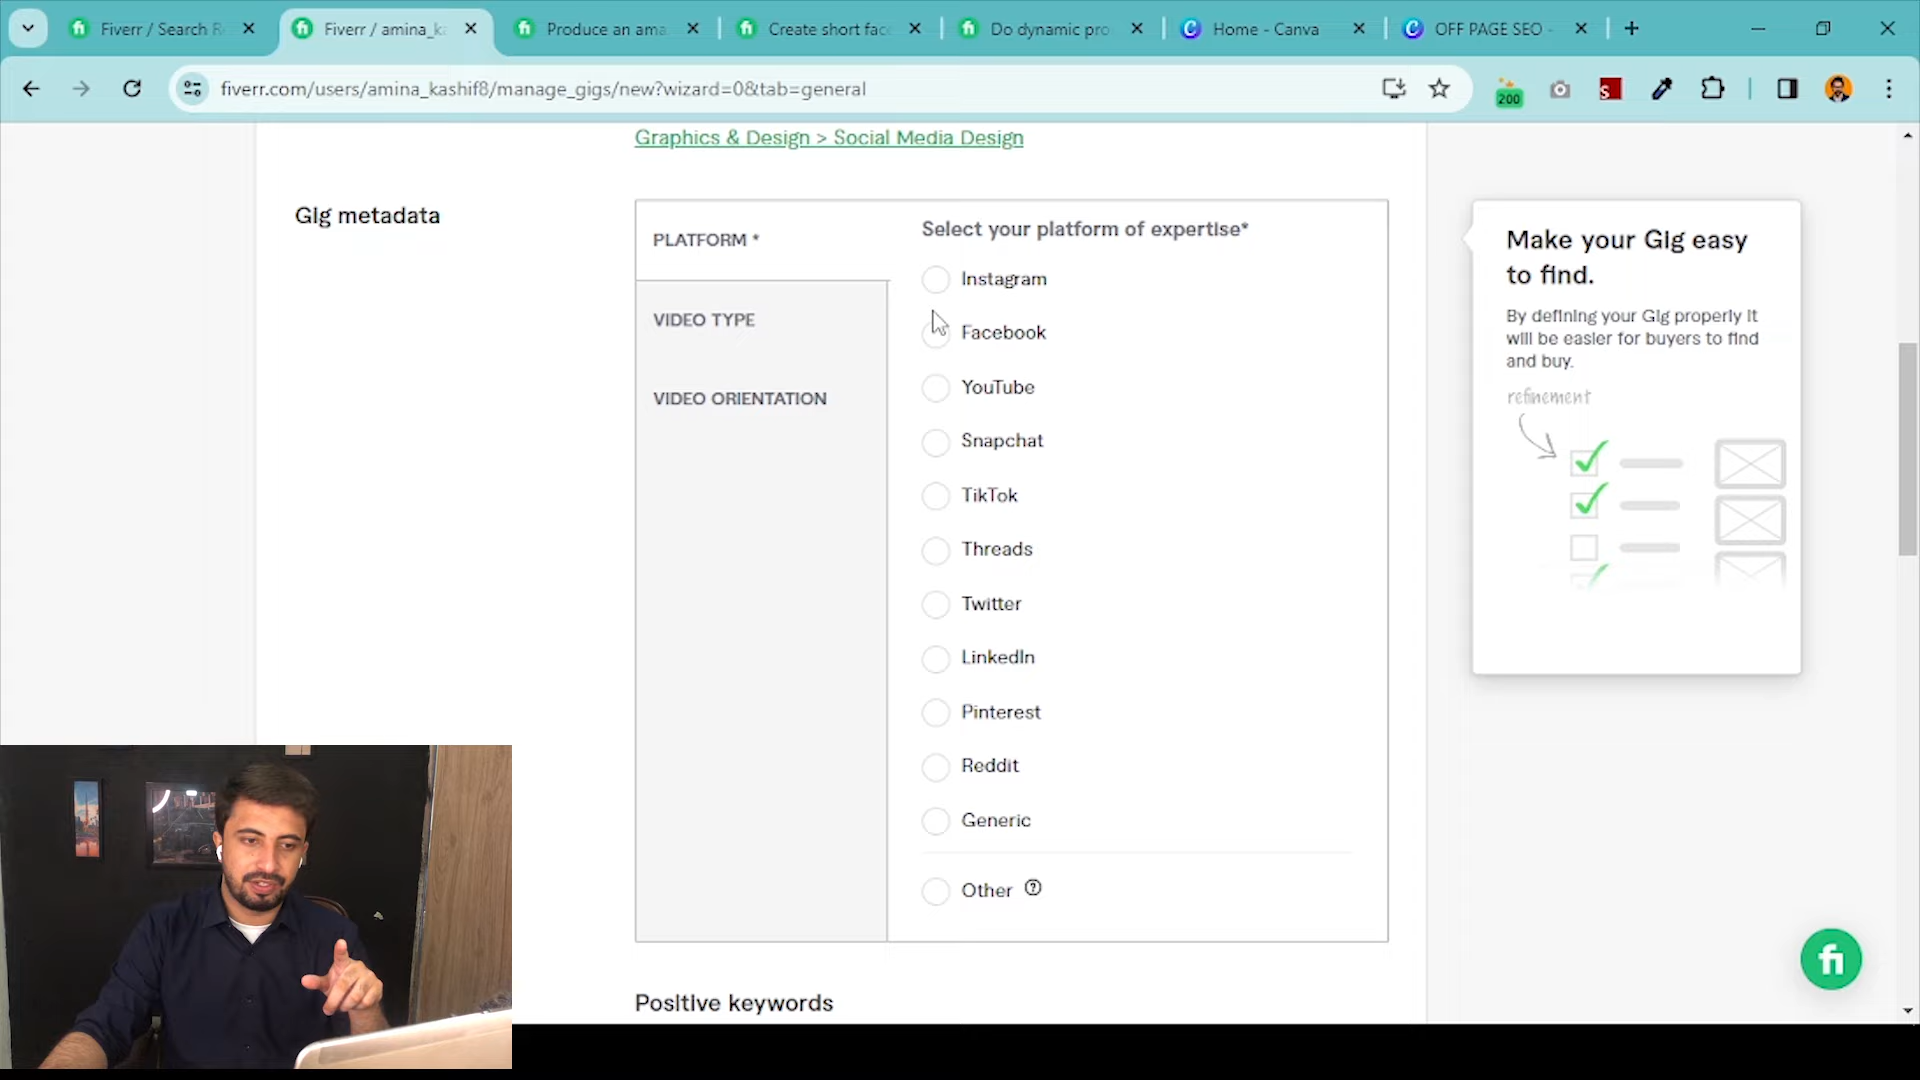 Fiverr / Search Re
Fiverr / amina_ka
Produce an ama
Create short face
Do dynamic pro
Home - Canva
OFF PAGE SEO -
fiverr.com/users/amina_kashif8/manage_gigs/new?wizard=0&tab=general
200
S
Graphics & Design > Social Media Design
Gig metadata
PLATFORM *
VIDEO TYPE
VIDEO ORIENTATION
Select your platform of expertise*
Instagram
Facebook
YouTube
Snapchat
TikTok
Threads
Twitter
LinkedIn
Pinterest
Reddit
Generic
Other ?
Positive keywords
Make your Gig easy
to find.
By defining your Gig properly it
will be easier for buyers to find
and buy.
refinement
fi